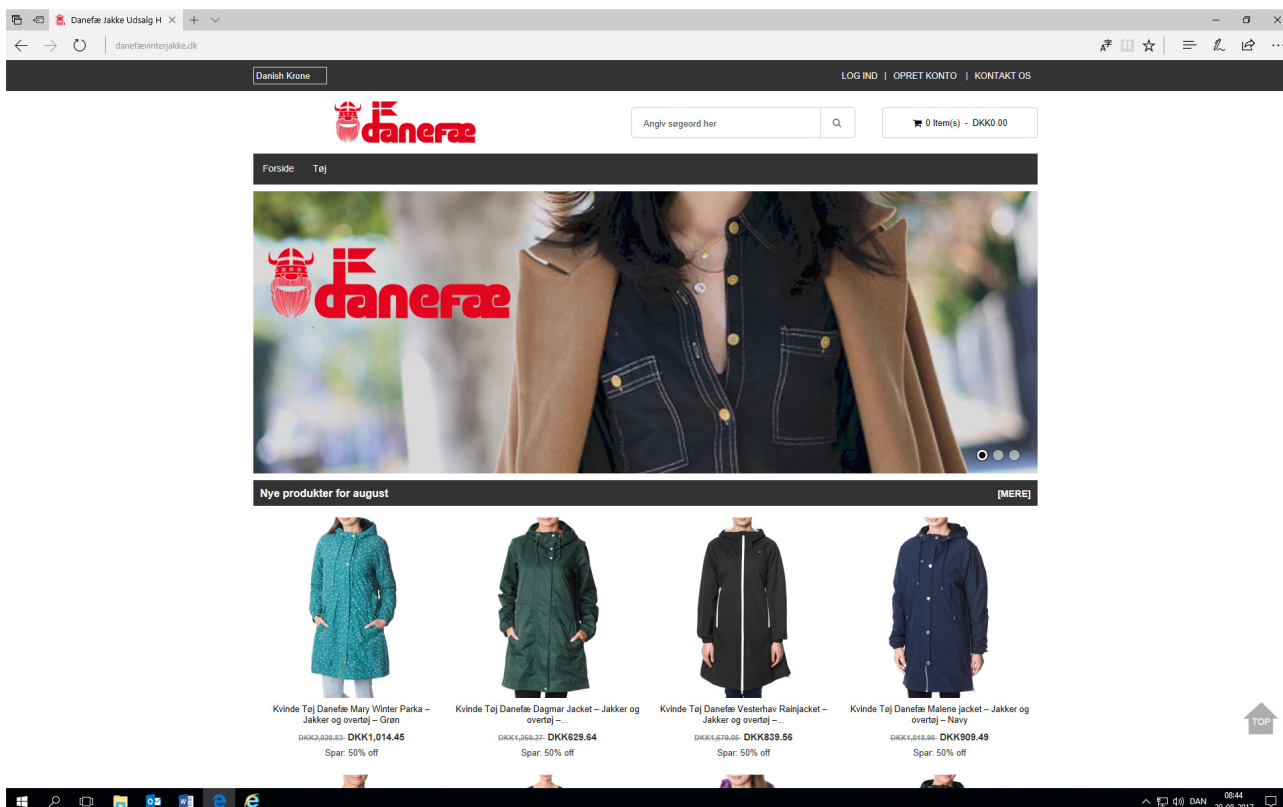 Danefæ Jakke Udsalg H
danefævinterjakke.dk
Danish Krone
LOG IND | OPRET KONTO | KONTAKT OS
danefæ
Angiv søgeord her
0 Item(s) - DKK0.00
Forside Tøj
danefæ
Nye produkter for august [MERE]
Kvinde Tøj Danefæ Mary Winter Parka –
Jakker og overtøj – Grøn
DKK2,028.83 DKK1,014.45
Spar: 50% off
Kvinde Tøj Danefæ Dagmar Jacket – Jakker og
overtøj –...
DKK1,259.27 DKK629.64
Spar: 50% off
Kvinde Tøj Danefæ Vesterhav Rainjacket –
Jakker og overtøj –...
DKK1,679.06 DKK839.56
Spar: 50% off
Kvinde Tøj Danefæ Malene jacket – Jakker og
overtøj – Navy
DKK1,818.98 DKK909.49
Spar: 50% off
TOP
DAN
08:44